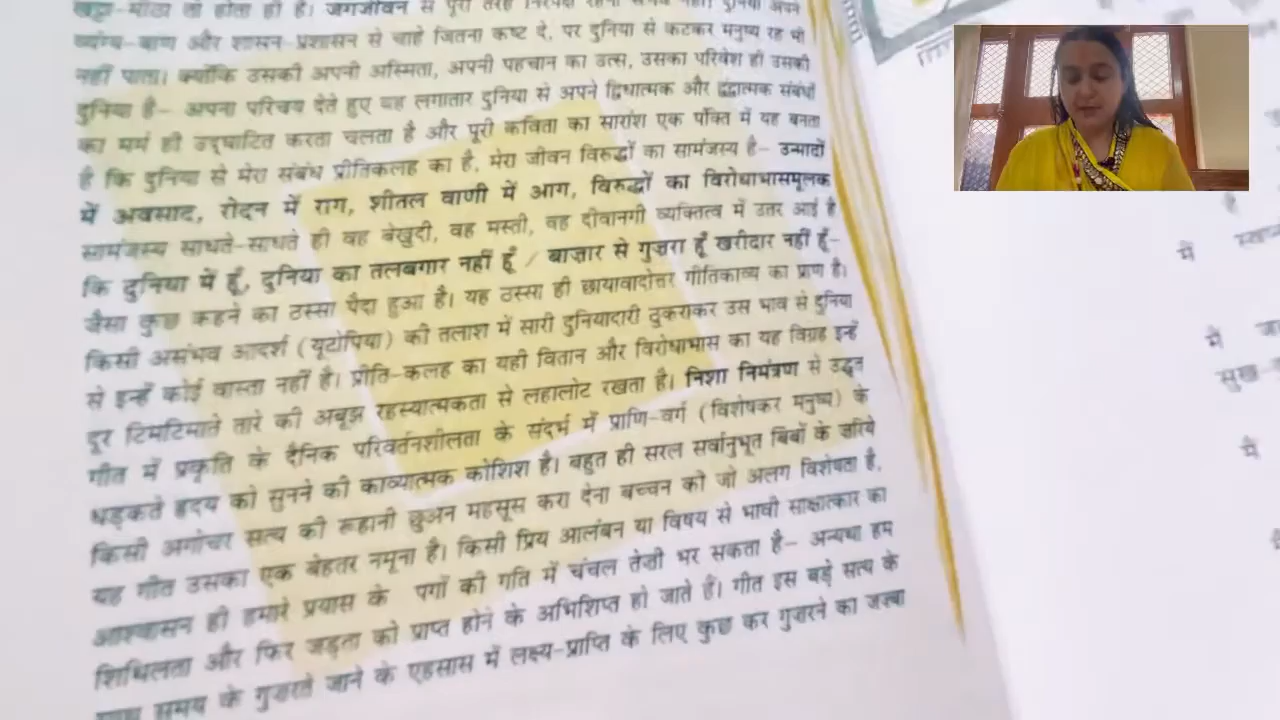 खट्टा-मीठा तो होता ही है। जगजीवन से पूरी तरह निरपेक्ष रहना संभव नहीं। दुनिया अपने
व्यंग्य-बाण और शासन-प्रशासन से चाहे जितना कष्ट दे, पर दुनिया से कटकर मनुष्य रह भी
नहीं पाता। क्योंकि उसकी अपनी अस्मिता, अपनी पहचान का उत्स, उसका परिवेश ही उसकी
दुनिया है– अपना परिचय देते हुए वह लगातार दुनिया से अपने द्विधात्मक और द्वंद्वात्मक संबंधों
का मर्म ही उद्घाटित करता चलता है और पूरी कविता का सारांश एक पंक्ति में यह बनता
है कि दुनिया से मेरा संबंध प्रीतिकलह का है, मेरा जीवन विरुद्धों का सामंजस्य है– उन्मादों
में अवसाद, रोदन में राग, शीतल वाणी में आग, विरुद्धों का विरोधाभासमूलक
सामंजस्य साधते-साधते ही वह बेखुदी, वह मस्ती, वह दीवानगी व्यक्तित्व में उतर आई है
कि दुनिया में हूँ, दुनिया का तलबगार नहीं हूँ / बाज़ार से गुज़रा हूँ खरीदार नहीं हूँ–
जैसा कुछ कहने का ठस्सा पैदा हुआ है। यह ठस्सा ही छायावादोत्तर गीतिकाव्य का प्राण है।
किसी असंभव आदर्श (यूटोपिया) की तलाश में सारी दुनियादारी ठुकराकर उस भाव से दुनिया
से इन्हें कोई वास्ता नहीं है। प्रीति-कलह का यही वितान और विरोधाभास का यह विग्रह इन्हें
दूर टिमटिमाते तारे की अबूझ रहस्यात्मकता से लहालोट रखता है। निशा निमंत्रण से उद्धृत
गीत में प्रकृति के दैनिक परिवर्तनशीलता के संदर्भ में प्राणि-वर्ग (विशेषकर मनुष्य) के
धड़कते हृदय को सुनने की काव्यात्मक कोशिश है। बहुत ही सरल सर्वानुभूत बिंबों के ज़रिये
किसी अगोचर सत्य की रूहानी छुअन महसूस करा देना बच्चन की जो अलग विशेषता है,
यह गीत उसका एक बेहतर नमूना है। किसी प्रिय आलंबन या विषय से भावी साक्षात्कार का
आश्वासन ही हमारे प्रयास के पगों की गति में चंचल तेज़ी भर सकता है– अन्यथा हम
शिथिलता और फिर जड़ता को प्राप्त होने के अभिशिप्त हो जाते हैं। गीत इस बड़े सत्य के
साथ समय के गुज़रते जाने के एहसास में लक्ष्य-प्राप्ति के लिए कुछ कर गुज़रने का जज़्बा
में
मैं
सुख
मैं